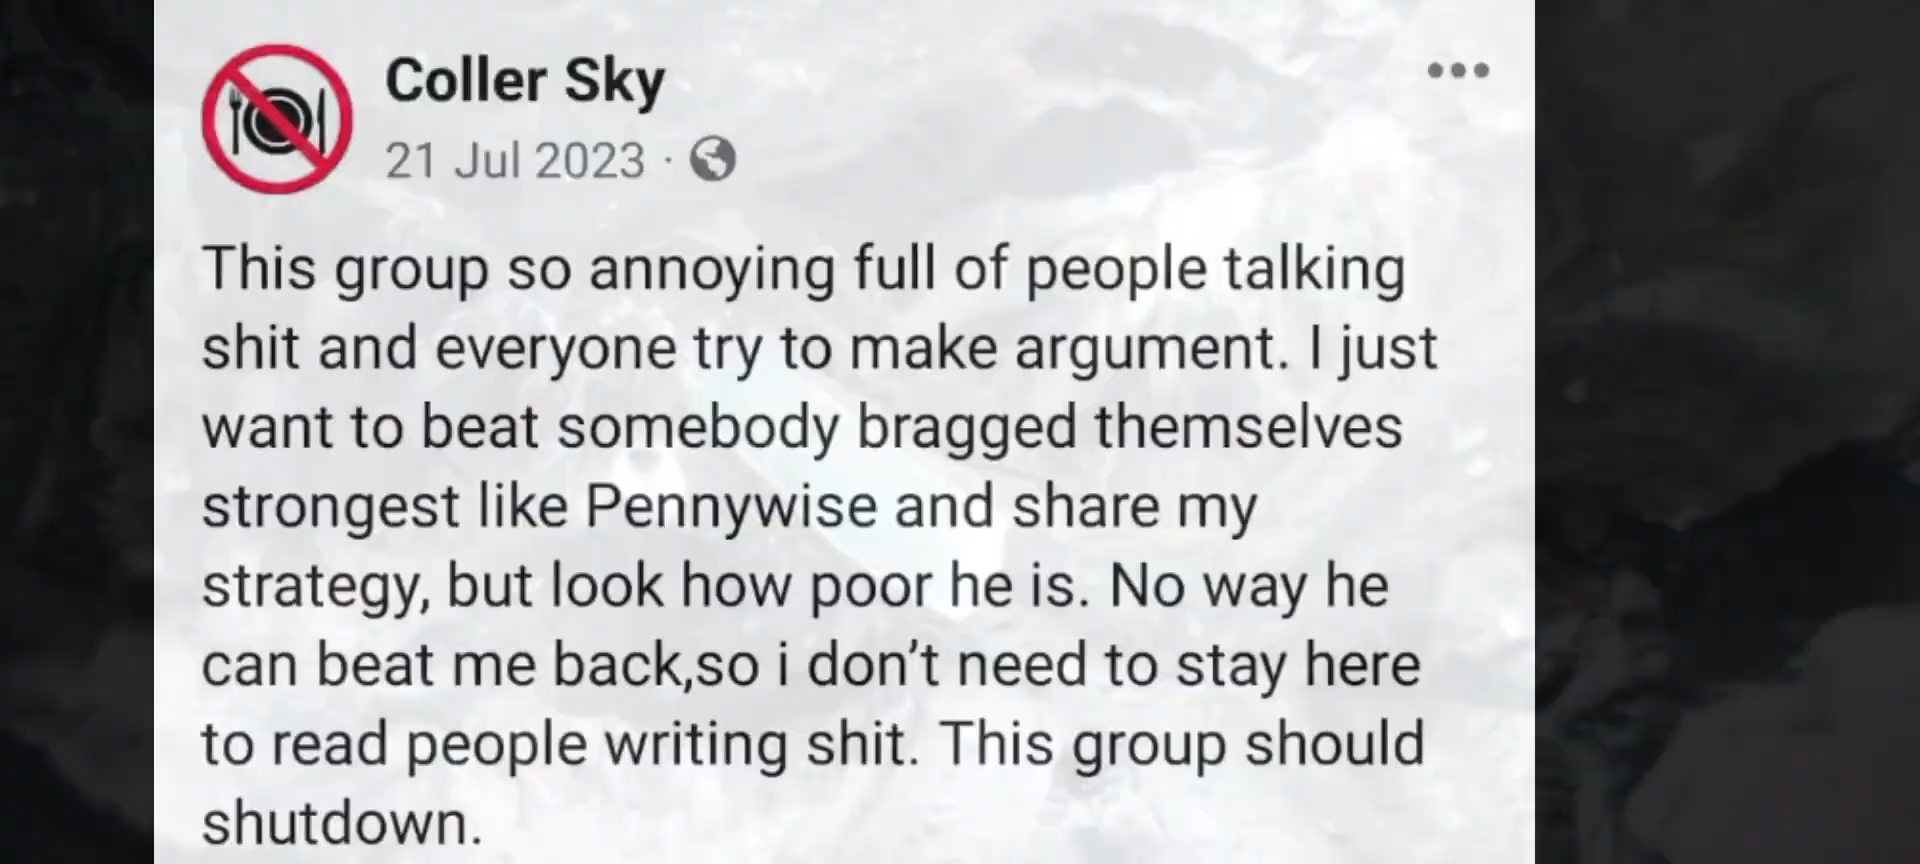 Coller Sky
21 Jul 2023 ·
This group so annoying full of people talking
shit and everyone try to make argument. I just
want to beat somebody bragged themselves
strongest like Pennywise and share my
strategy, but look how poor he is. No way he
can beat me back,so i don’t need to stay here
to read people writing shit. This group should
shutdown.